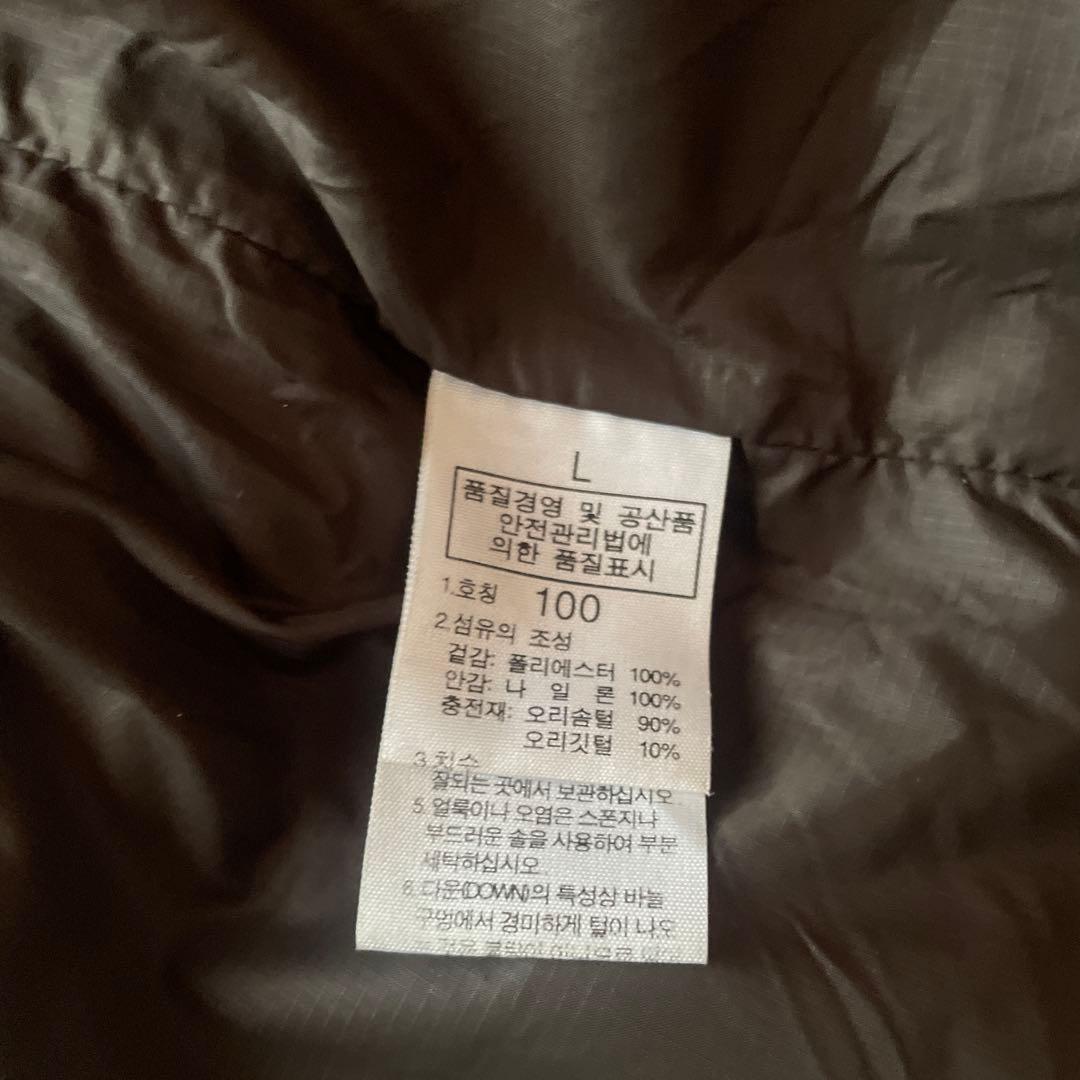 L
품질경영 및 공산품
안전관리법에
의한 품질표시
1.호칭 100
2.섬유의 조성
겉감: 폴리에스터 100%
안감: 나 일 론 100%
충전재: 오리솜털 90%
오리깃털 10%
3.치수
잘되는 곳에서 보관하십시오.
5. 얼룩이나 오염은 스폰지나
부드러운 솔을 사용하여 부분
세탁하십시오.
6. 다운(DOWN)의 특성상 바늘
구멍에서 경미하게 털이 나오